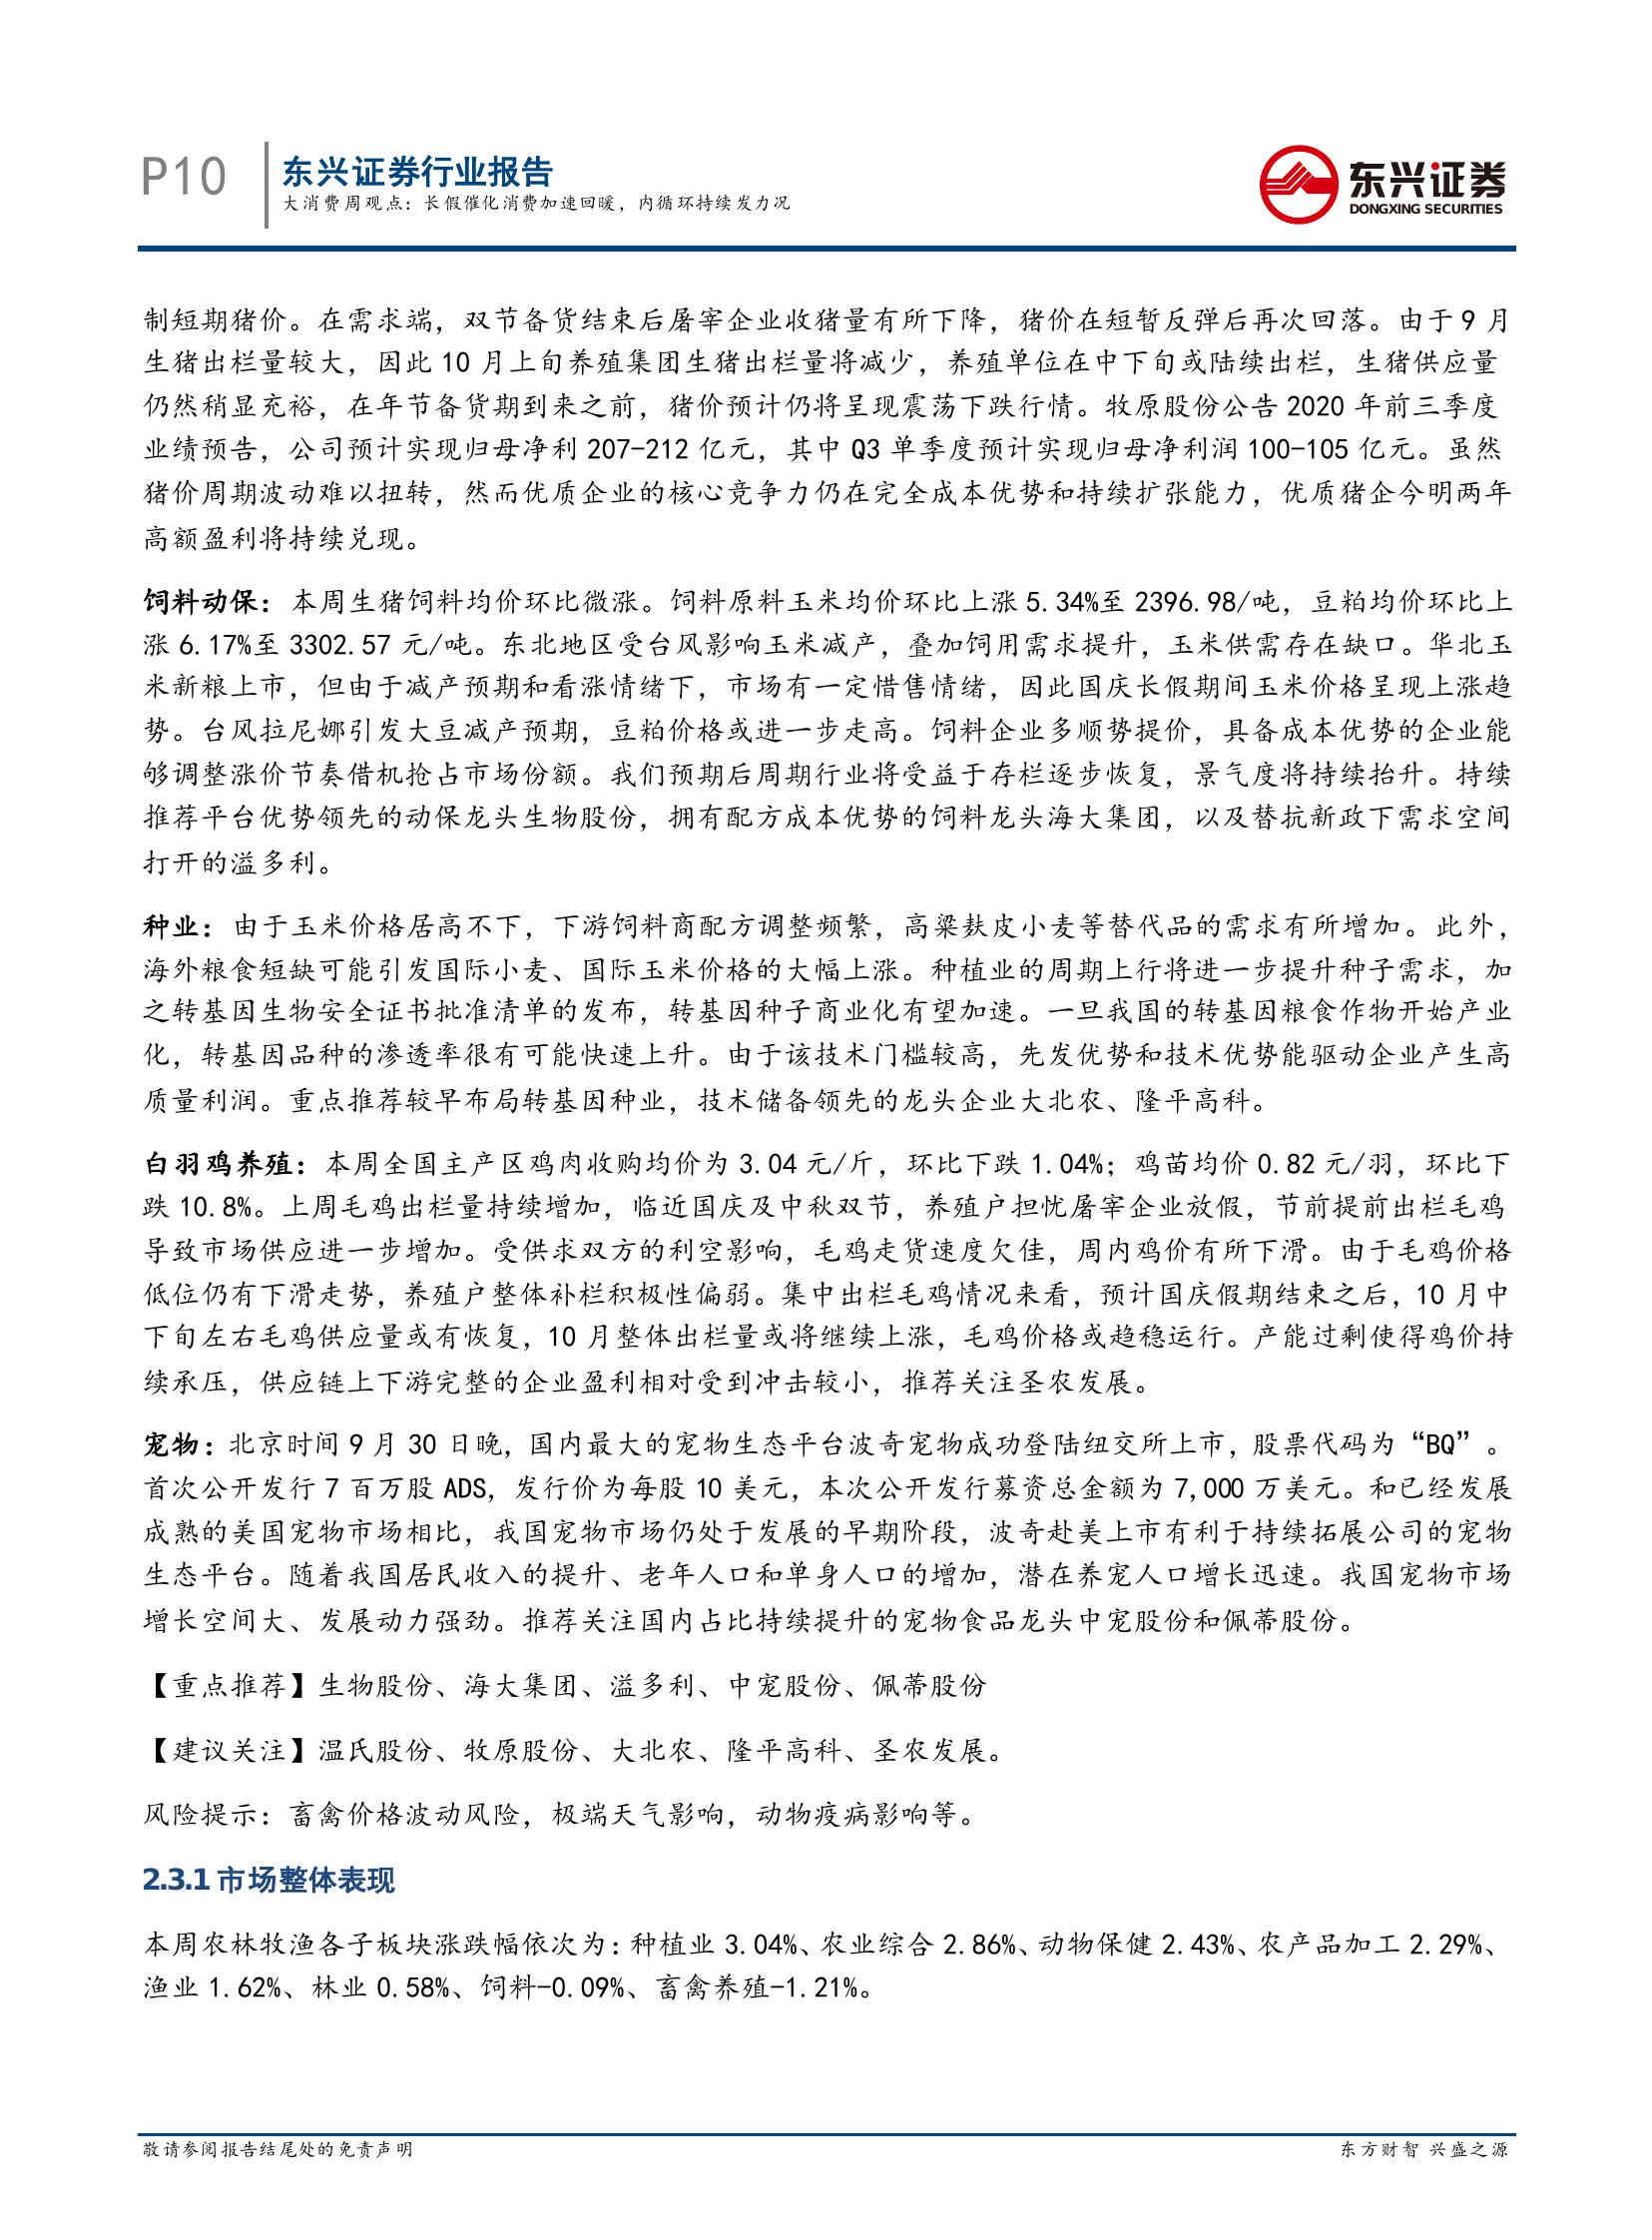 P10
东兴证券行业报告
大消费周观点：长假催化消费加速回暖，内循环持续发力况
东兴证券
DONGXING SECURITIES
制短期猪价。在需求端，双节备货结束后屠宰企业收猪量有所下降，猪价在短暂反弹后再次回落。由于 9 月
生猪出栏量较大，因此 10 月上旬养殖集团生猪出栏量将减少，养殖单位在中下旬或陆续出栏，生猪供应量
仍然稍显充裕，在年节备货期到来之前，猪价预计仍将呈现震荡下跌行情。牧原股份公告 2020 年前三季度
业绩预告，公司预计实现归母净利 207-212 亿元，其中 Q3 单季度预计实现归母净利润 100-105 亿元。虽然
猪价周期波动难以扭转，然而优质企业的核心竞争力仍在完全成本优势和持续扩张能力，优质猪企今明两年
高额盈利将持续兑现。
饲料动保：本周生猪饲料均价环比微涨。饲料原料玉米均价环比上涨 5.34%至 2396.98/吨，豆粕均价环比上
涨 6.17%至 3302.57 元/吨。东北地区受台风影响玉米减产，叠加饲用需求提升，玉米供需存在缺口。华北玉
米新粮上市，但由于减产预期和看涨情绪下，市场有一定惜售情绪，因此国庆长假期间玉米价格呈现上涨趋
势。台风拉尼娜引发大豆减产预期，豆粕价格或进一步走高。饲料企业多顺势提价，具备成本优势的企业能
够调整涨价节奏借机抢占市场份额。我们预期后周期行业将受益于存栏逐步恢复，景气度将持续抬升。持续
推荐平台优势领先的动保龙头生物股份，拥有配方成本优势的饲料龙头海大集团，以及替抗新政下需求空间
打开的溢多利。
种业：由于玉米价格居高不下，下游饲料商配方调整频繁，高粱麸皮小麦等替代品的需求有所增加。此外，
海外粮食短缺可能引发国际小麦、国际玉米价格的大幅上涨。种植业的周期上行将进一步提升种子需求，加
之转基因生物安全证书批准清单的发布，转基因种子商业化有望加速。一旦我国的转基因粮食作物开始产业
化，转基因品种的渗透率很有可能快速上升。由于该技术门槛较高，先发优势和技术优势能驱动企业产生高
质量利润。重点推荐较早布局转基因种业，技术储备领先的龙头企业大北农、隆平高科。
白羽鸡养殖：本周全国主产区鸡肉收购均价为 3.04 元/斤，环比下跌 1.04%；鸡苗均价 0.82 元/羽，环比下
跌 10.8%。上周毛鸡出栏量持续增加，临近国庆及中秋双节，养殖户担忧屠宰企业放假，节前提前出栏毛鸡
导致市场供应进一步增加。受供求双方的利空影响，毛鸡走货速度欠佳，周内鸡价有所下滑。由于毛鸡价格
低位仍有下滑走势，养殖户整体补栏积极性偏弱。集中出栏毛鸡情况来看，预计国庆假期结束之后，10 月中
下旬左右毛鸡供应量或有恢复，10 月整体出栏量或将继续上涨，毛鸡价格或趋稳运行。产能过剩使得鸡价持
续承压，供应链上下游完整的企业盈利相对受到冲击较小，推荐关注圣农发展。
宠物：北京时间 9 月 30 日晚，国内最大的宠物生态平台波奇宠物成功登陆纽交所上市，股票代码为“BQ”。
首次公开发行 7 百万股 ADS，发行价为每股 10 美元，本次公开发行募资总金额为 7,000 万美元。和已经发展
成熟的美国宠物市场相比，我国宠物市场仍处于发展的早期阶段，波奇赴美上市有利于持续拓展公司的宠物
生态平台。随着我国居民收入的提升、老年人口和单身人口的增加，潜在养宠人口增长迅速。我国宠物市场
增长空间大、发展动力强劲。推荐关注国内占比持续提升的宠物食品龙头中宠股份和佩蒂股份。
【重点推荐】生物股份、海大集团、溢多利、中宠股份、佩蒂股份
【建议关注】温氏股份、牧原股份、大北农、隆平高科、圣农发展。
风险提示：畜禽价格波动风险，极端天气影响，动物疫病影响等。
2.3.1 市场整体表现
本周农林牧渔各子板块涨跌幅依次为：种植业 3.04%、农业综合 2.86%、动物保健 2.43%、农产品加工 2.29%、
渔业 1.62%、林业 0.58%、饲料-0.09%、畜禽养殖-1.21%。
敬请参阅报告结尾处的免责声明
东方财智 兴盛之源